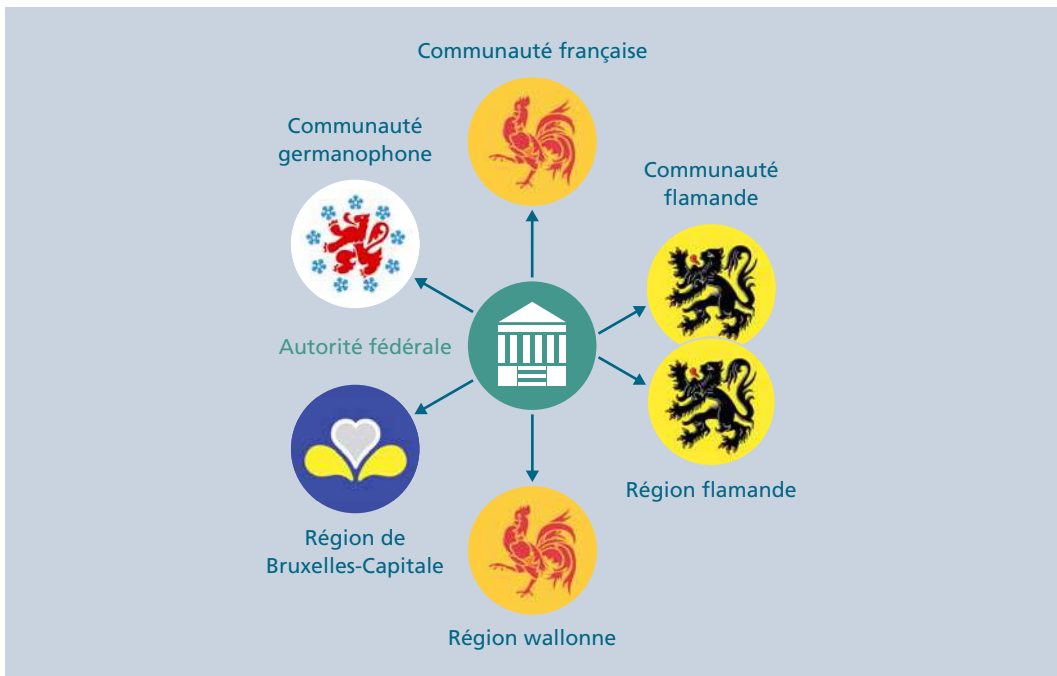 Communauté française
Communauté
germanophone
Communauté
flamande
Autorité fédérale
Région flamande
Région de
Bruxelles-Capitale
Région wallonne